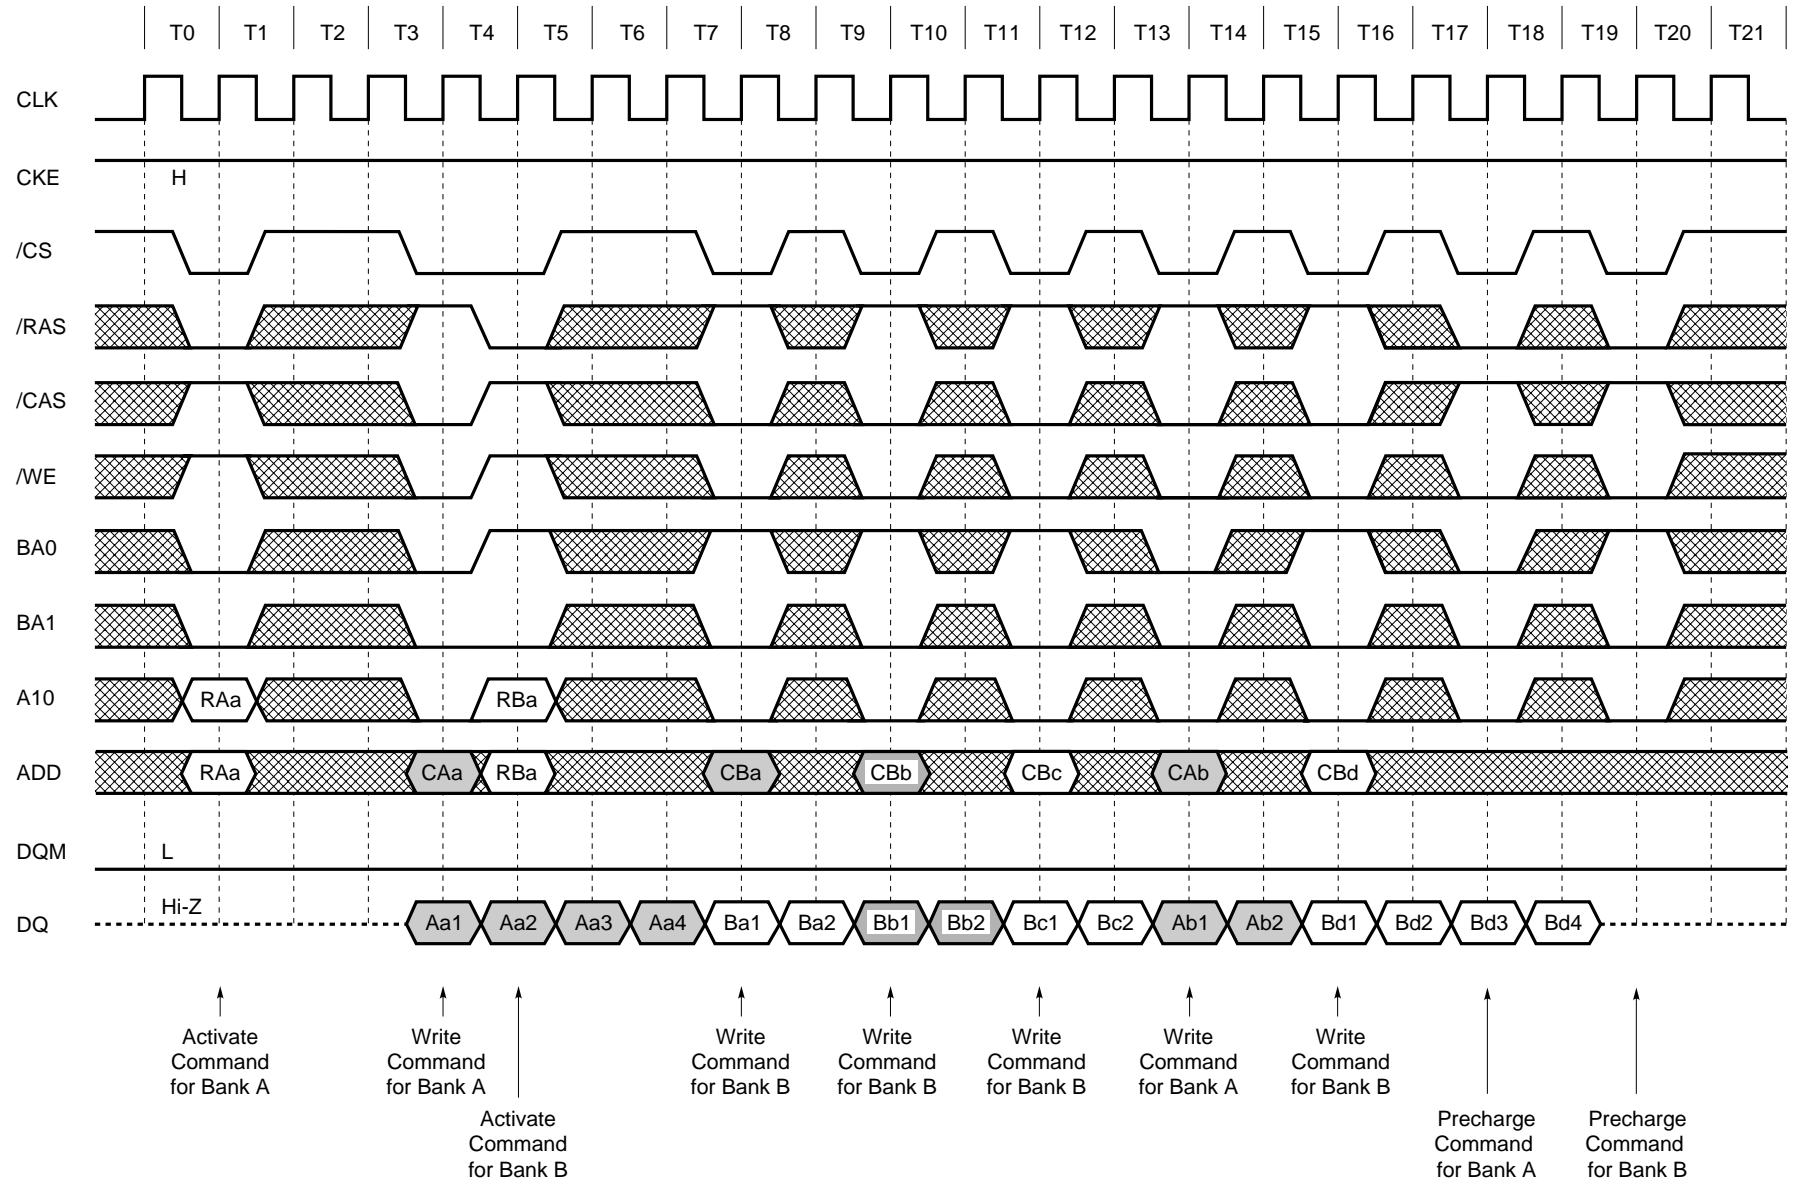 T0 T1 T2 T3 T4 T5 T6 T7 T8 T9 T10 T11 T12 T13 T14 T15 T16 T17 T18 T19 T20 T21
CLK
CKE H
/CS
/RAS
/CAS
/WE
BA0
BA1
A10 RAa RBa
ADD RAa CAa RBa CBa CBb CBc CAb CBd
DQM L
DQ Hi-Z Aa1 Aa2 Aa3 Aa4 Ba1 Ba2 Bb1 Bb2 Bc1 Bc2 Ab1 Ab2 Bd1 Bd2 Bd3 Bd4
Activate
Command
for Bank A
Write
Command
for Bank A
Activate
Command
for Bank B
Write
Command
for Bank B
Write
Command
for Bank B
Write
Command
for Bank B
Write
Command
for Bank A
Write
Command
for Bank B
Precharge
Command
for Bank A
Precharge
Command
for Bank B